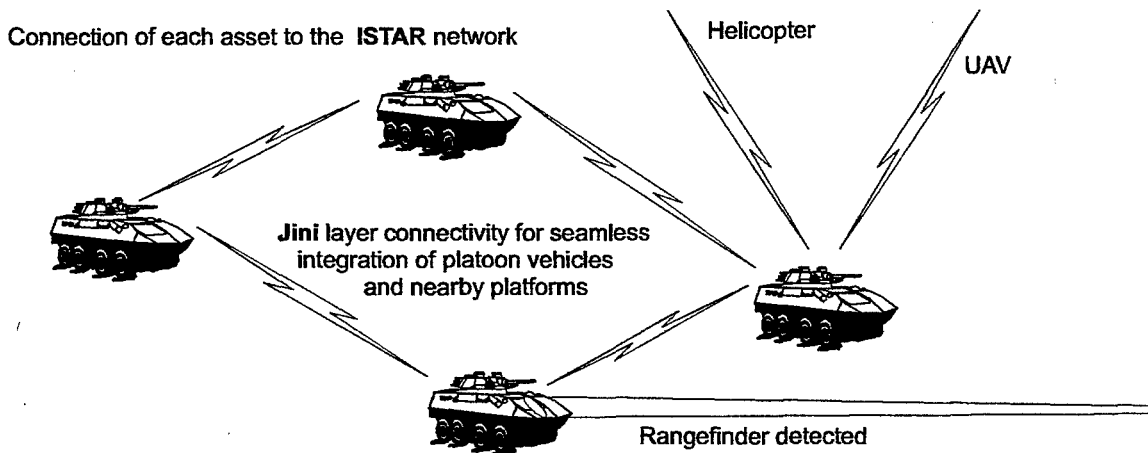 Connection of each asset to the ISTAR network
Helicopter
UAV
Jini layer connectivity for seamless
integration of platoon vehicles
and nearby platforms
Rangefinder detected